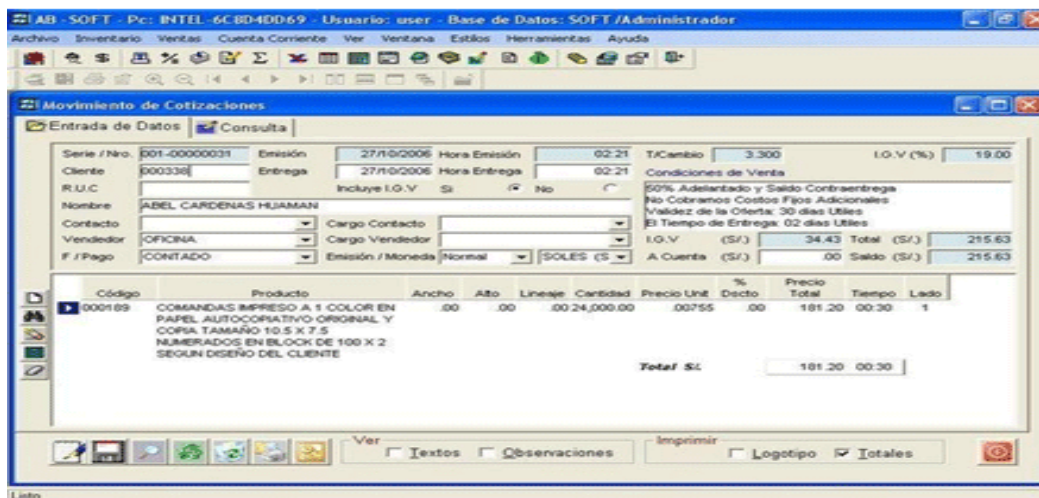 AB -SOFT - Pc: INTEL-6C8D4DD69 - Usuario: user - Base de Datos: SOFT /Administrador
Archivo Inventario Ventas Cuenta Corriente Ver Ventana Estilos Herramientas Ayuda
Movimiento de Cotizaciones
Entrada de Datos Consulta
Serie / Nro. 001-00000031 Emisión 27/10/2006 Hora Emisión 02:21 T/Cambio 3.300 I.G.V (%) 19.00
Cliente 000338 Entrega 27/10/2006 Hora Entrega 02:21 Condiciones de Venta
R.U.C Incluye I.G.V Si No 50% Adelantado y Saldo Contraentrega
No Cobramos Costos Fijos Adicionales
Nombre ABEL CARDENAS HUAMAN Validez de la Oferta: 30 dias Utiles
Contacto Cargo Contacto El Tiempo de Entrega: 02 dias Utiles
Vendedor OFICINA Cargo Vendedor I.G.V (S/.) 34.43 Total (S/.) 215.63
F /Pago CONTADO Emisión / Moneda Normal SOLES (S A Cuenta (S/.) .00 Saldo (S/.) 215.63
Código Producto Ancho Alto Lineaje Cantidad Precio Unit % Dscto Precio Total Tiempo Lado
000189 COMANDAS IMPRESO A 1 COLOR EN .00 .00 .00 24,000.00 .00755 .00 181.20 00:30 1
PAPEL AUTOCOPIATIVO ORIGINAL Y
COPIA TAMAÑO 10.5 X 7.5
NUMERADOS EN BLOCK DE 100 X 2
SEGUN DISEÑO DEL CLIENTE
Total S/. 181.20 00:30
Ver Imprimir
Textos Observaciones Logotipo Totales
Listo